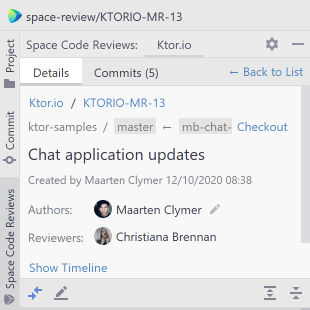 space-review/KTORIO-MR-13
Project
Commit
Space Code Reviews
Space Code Reviews: Ktor.io
Details Commits (5) ← Back to List
Ktor.io / KTORIO-MR-13
ktor-samples / master ← mb-chat- Checkout
Chat application updates
Created by Maarten Clymer 12/10/2020 08:38
Authors: Maarten Clymer
Reviewers: Christiana Brennan
Show Timeline